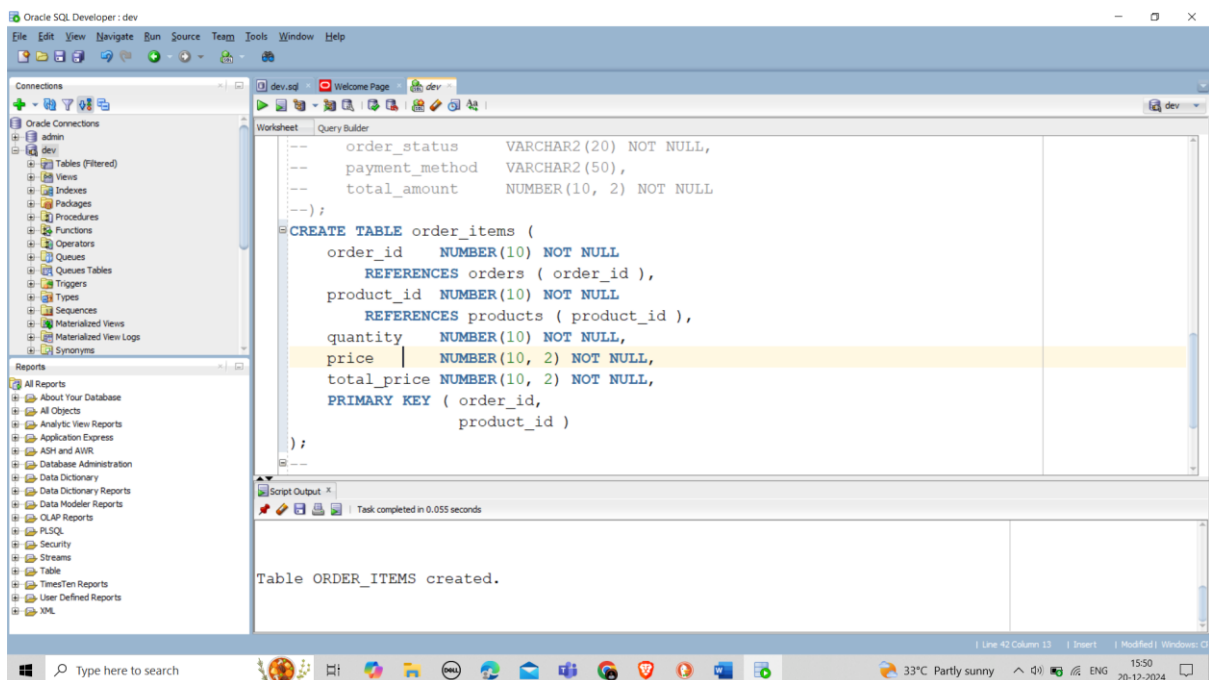 Oracle SQL Developer : dev
File Edit View Navigate Run Source Team Tools Window Help
Connections
Oracle Connections
admin
dev
Tables (Filtered)
Views
Indexes
Packages
Procedures
Functions
Operators
Queues
Queues Tables
Triggers
Types
Sequences
Materialized Views
Materialized View Logs
Synonyms
Reports
All Reports
About Your Database
All Objects
Analytic View Reports
Application Express
ASH and AWR
Database Administration
Data Dictionary
Data Dictionary Reports
Data Modeler Reports
OLAP Reports
PLSQL
Security
Streams
Table
TimesTen Reports
User Defined Reports
XML
dev.sql Welcome Page dev
dev
Worksheet Query Builder
-- order_status VARCHAR2(20) NOT NULL,
-- payment_method VARCHAR2(50),
-- total_amount NUMBER(10, 2) NOT NULL
--);
CREATE TABLE order_items (
order_id NUMBER(10) NOT NULL
REFERENCES orders ( order_id ),
product_id NUMBER(10) NOT NULL
REFERENCES products ( product_id ),
quantity NUMBER(10) NOT NULL,
price NUMBER(10, 2) NOT NULL,
total_price NUMBER(10, 2) NOT NULL,
PRIMARY KEY ( order_id,
product_id )
);
--
Script Output
Task completed in 0.055 seconds
Table ORDER_ITEMS created.
Line 42 Column 13 | Insert | Modified | Windows: C
Type here to search
DELL
33°C Partly sunny
ENG
15:50
20-12-2024